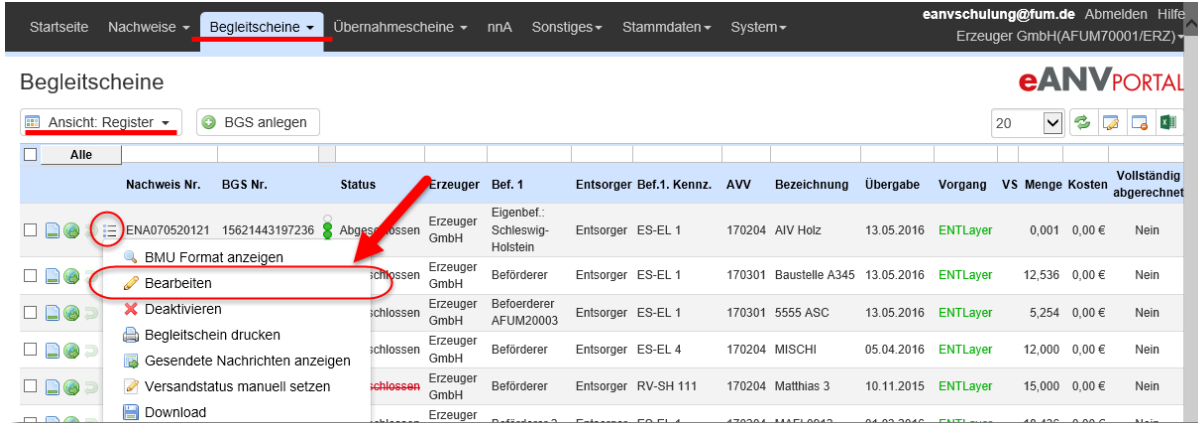 eanvschulung@fum.de Abmelden Hilfe
Startseite Nachweise Begleitscheine Übernahmescheine nnA Sonstiges Stammdaten System
Erzeuger GmbH(AFUM70001/ERZ)
Begleitscheine
eANVPORTAL
Ansicht: Register BGS anlegen 20
Alle
Nachweis Nr. BGS Nr. Status Erzeuger Bef. 1 Entsorger Bef.1. Kennz. AVV Bezeichnung Übergabe Vorgang VS Menge Kosten Vollständig
abgerechnet
Eigenbef.:
ENA070520121 15621443197236 Abgeschlossen Erzeuger Schleswig- Entsorger ES-EL 1 170204 AIV Holz 13.05.2016 ENTLayer 0,001 0,00 € Nein
GmbH Holstein
BMU Format anzeigen
Bearbeiten schlossen Erzeuger Beförderer Entsorger ES-EL 1 170301 Baustelle A345 13.05.2016 ENTLayer 12,536 0,00 € Nein
GmbH
Deaktivieren schlossen Erzeuger Befoerderer Entsorger ES-EL 1 170301 5555 ASC 13.05.2016 ENTLayer 5,254 0,00 € Nein
GmbH AFUM20003
Begleitschein drucken
Gesendete Nachrichten anzeigen schlossen Erzeuger Beförderer Entsorger ES-EL 4 170204 MISCHI 05.04.2016 ENTLayer 12,000 0,00 € Nein
GmbH
Versandstatus manuell setzen schlossen Erzeuger Beförderer Entsorger RV-SH 111 170204 Matthias 3 10.11.2015 ENTLayer 15,000 0,00 € Nein
GmbH
Download Erzeuger